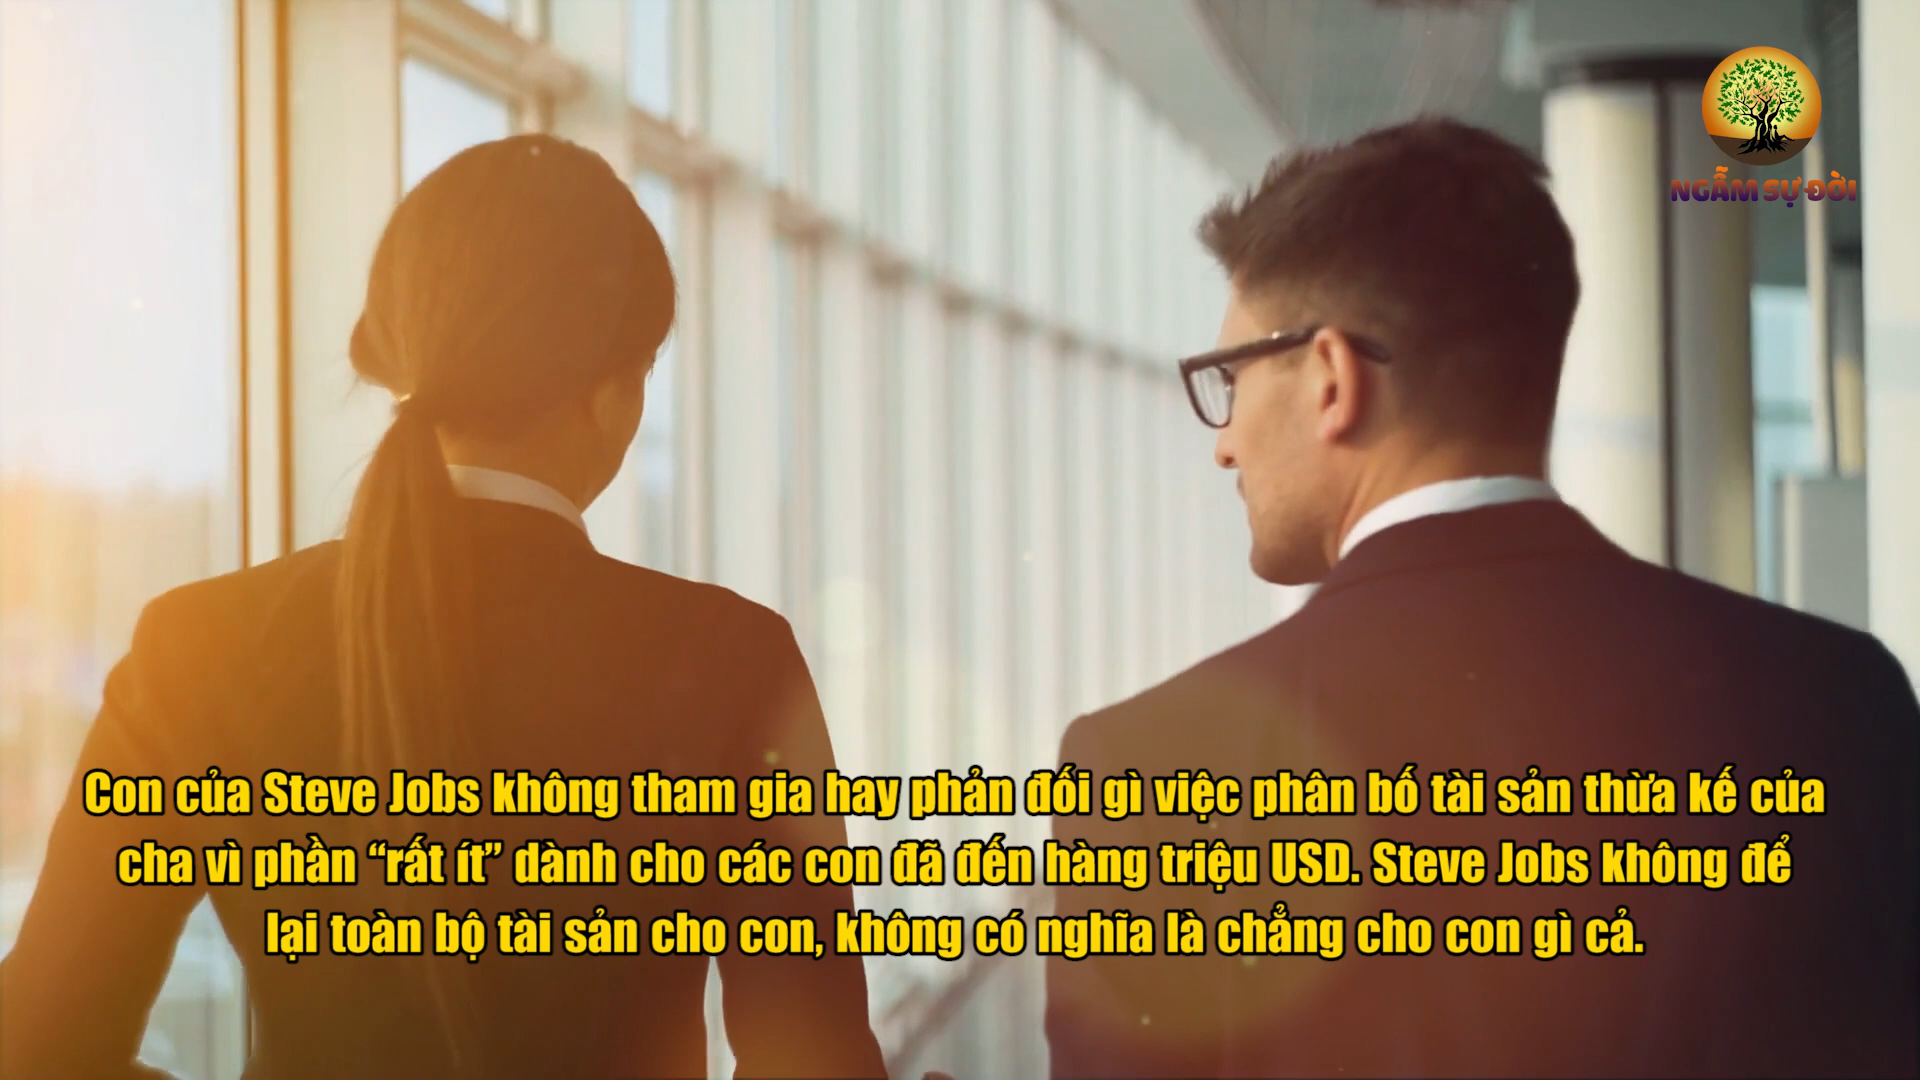 NGẪM SỰ ĐỜI
Con của Steve Jobs không tham gia hay phản đối gì việc phân bố tài sản thừa kế của
cha vì phần “rất ít” dành cho các con đã đến hàng triệu USD. Steve Jobs không để
lại toàn bộ tài sản cho con, không có nghĩa là chẳng cho con gì cả.